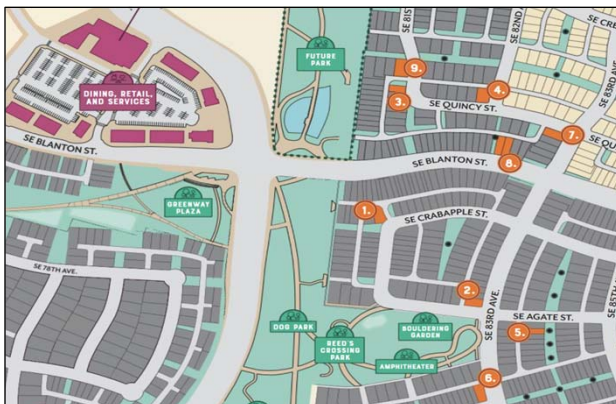 SE 81ST
SE 82ND
SE CRE
FUTURE
PARK
9.
DINING, RETAIL,
AND SERVICES
4.
SE 83RD AVE.
3.
SE QUINCY ST.
7.
SE QU
SE BLANTON ST.
SE BLANTON ST.
8.
GREENWAY
PLAZA
1.
SE CRABAPPLE ST.
SE 78TH AVE.
2.
SE 83RD AVE.
SE AGATE ST.
DOG PARK
REED'S
CROSSING
PARK
BOULDERING
GARDEN
5.
AMPHITHEATER
6.